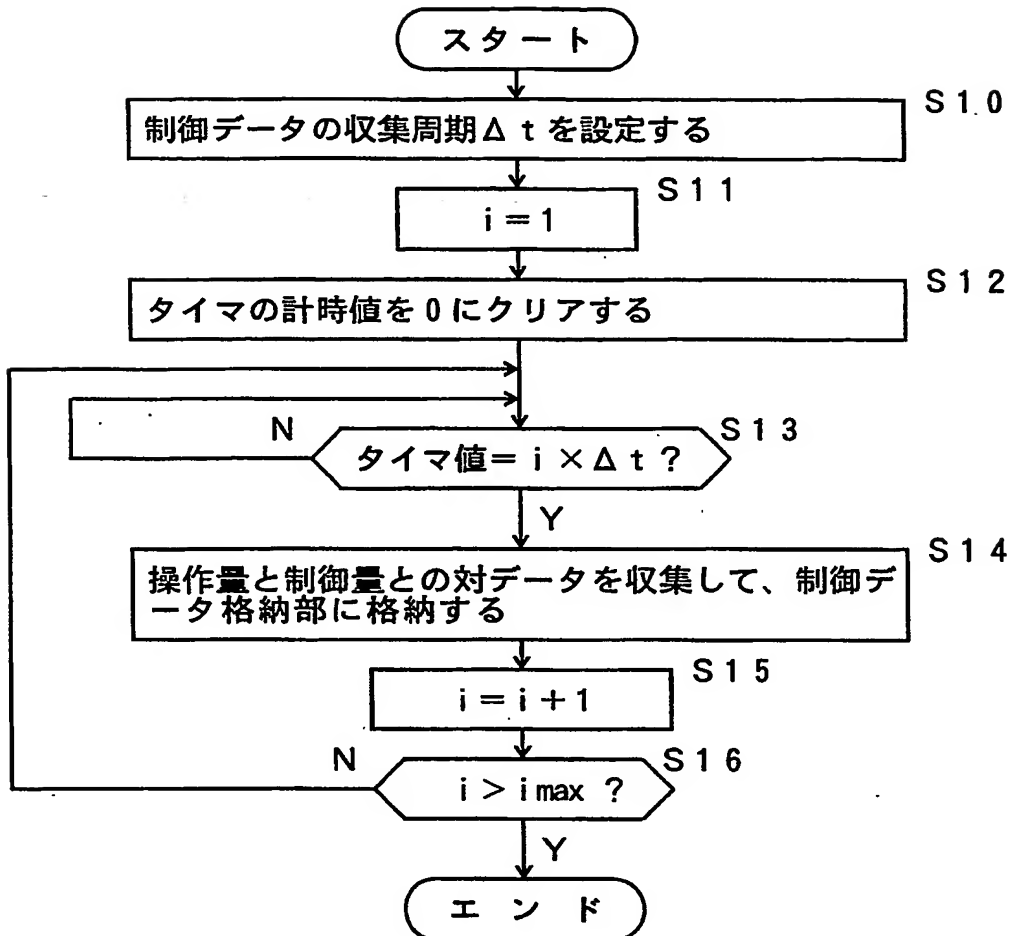 スタート
S10
制御データの収集周期Δtを設定する
S11
i=1
S12
タイマの計時値を0にクリアする
N
S13
タイマ値=i×Δt?
Y
S14
操作量と制御量との対データを収集して、制御デ
ータ格納部に格納する
S15
i=i+1
N
S16
i>imax ?
Y
エンド